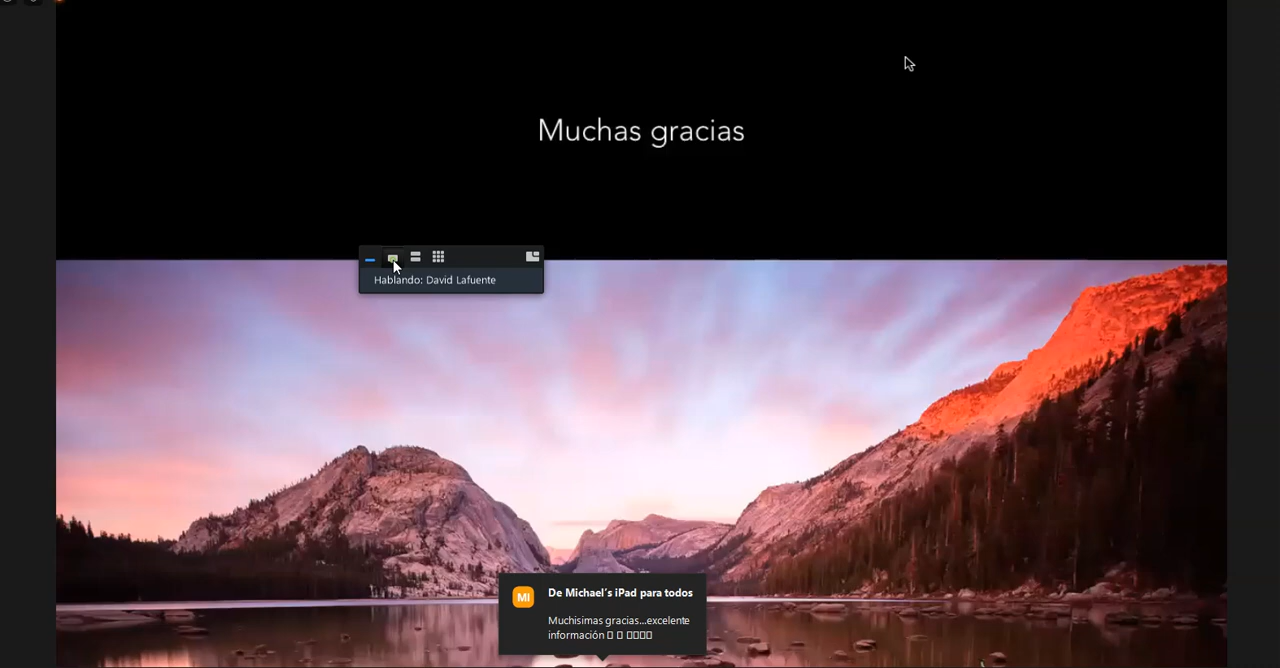 Muchas gracias
Hablando: David Lafuente
MI
De Michael's iPad para todos
Muchisimas gracias...excelente
información